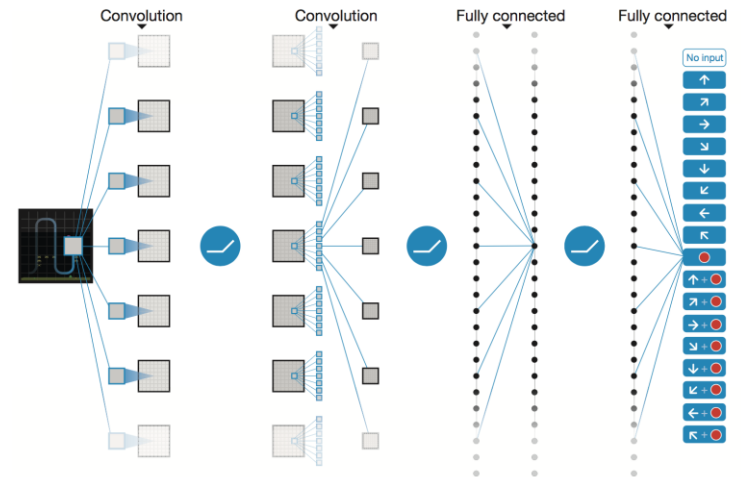 Convolution
Convolution
Fully connected
Fully connected
No input
+
+
+
+
+
+
+
+